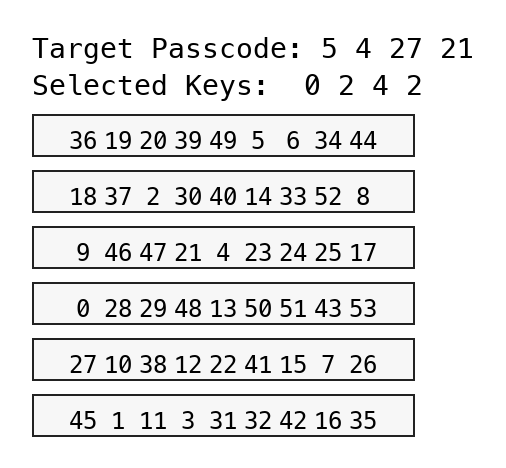 Target Passcode: 5 4 27 21
Selected Keys: 0 2 4 2
36 19 20 39 49 5 6 34 44
18 37 2 30 40 14 33 52 8
9 46 47 21 4 23 24 25 17
0 28 29 48 13 50 51 43 53
27 10 38 12 22 41 15 7 26
45 1 11 3 31 32 42 16 35